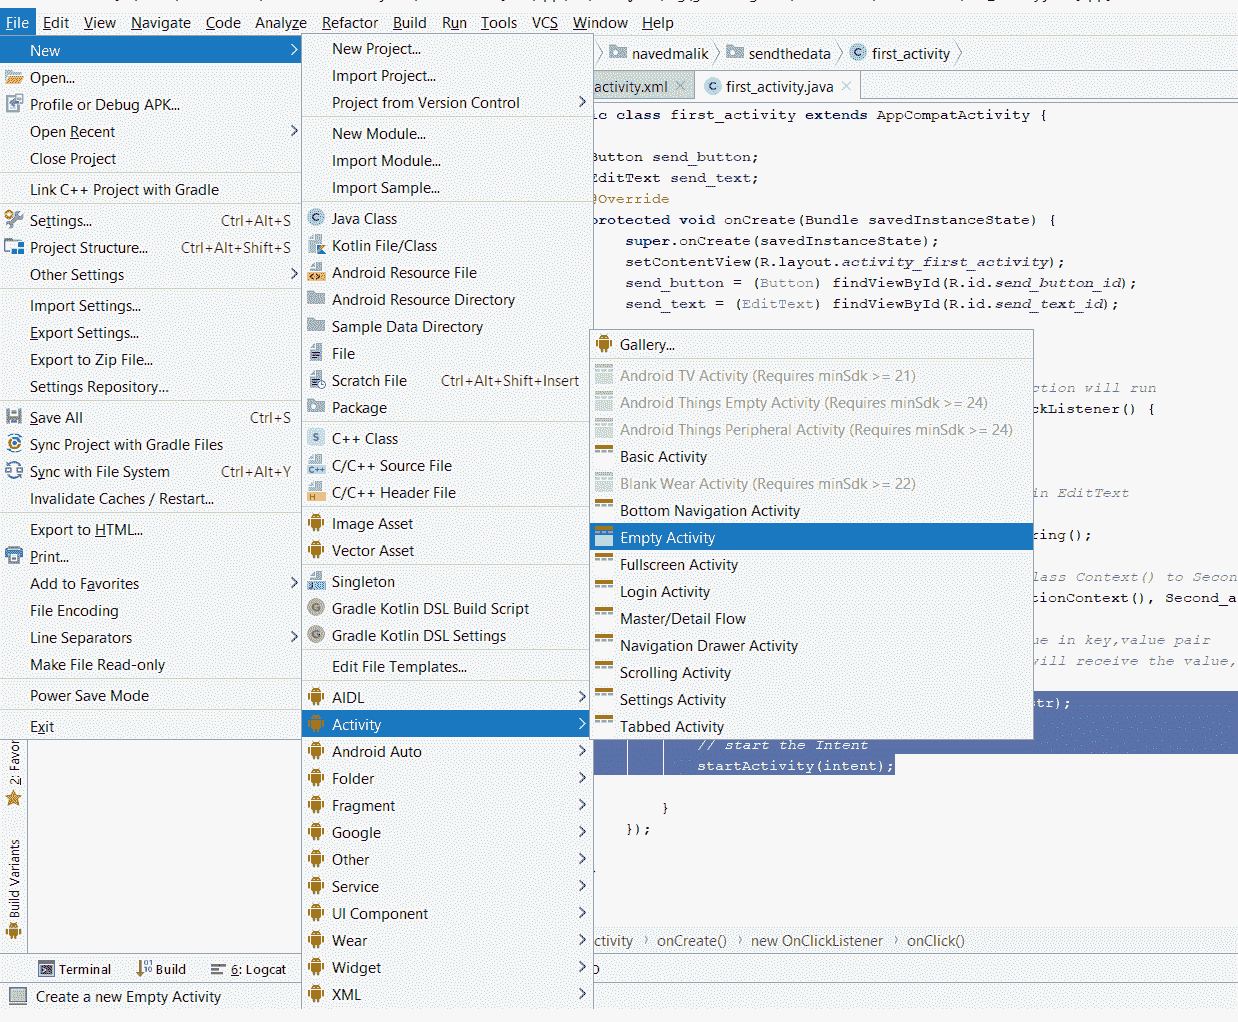 File Edit View Navigate Code Analyze Refactor Build Run Tools VCS Window Help
New
Open...
Profile or Debug APK...
Open Recent
Close Project
Link C++ Project with Gradle
Settings... Ctrl+Alt+S
Project Structure... Ctrl+Alt+Shift+S
Other Settings
Import Settings...
Export Settings...
Export to Zip File...
Settings Repository...
Save All Ctrl+S
Sync Project with Gradle Files
Sync with File System Ctrl+Alt+Y
Invalidate Caches / Restart...
Export to HTML...
Print...
Add to Favorites
File Encoding
Line Separators
Make File Read-only
Power Save Mode
Exit
New Project...
Import Project...
Project from Version Control
New Module...
Import Module...
Import Sample...
Java Class
Kotlin File/Class
Android Resource File
Android Resource Directory
Sample Data Directory
File
Scratch File Ctrl+Alt+Shift+Insert
Package
C++ Class
C/C++ Source File
C/C++ Header File
Image Asset
Vector Asset
Singleton
Gradle Kotlin DSL Build Script
Gradle Kotlin DSL Settings
Edit File Templates...
AIDL
Activity
Android Auto
Folder
Fragment
Google
Other
Service
UI Component
Wear
Widget
XML
Gallery...
Android TV Activity (Requires minSdk >= 21)
Android Things Empty Activity (Requires minSdk >= 24)
Android Things Peripheral Activity (Requires minSdk >= 24)
Basic Activity
Blank Wear Activity (Requires minSdk >= 22)
Bottom Navigation Activity
Empty Activity
Fullscreen Activity
Login Activity
Master/Detail Flow
Navigation Drawer Activity
Scrolling Activity
Settings Activity
Tabbed Activity
navedmalik sendthedata first_activity
activity.xml first_activity.java
ic class first_activity extends AppCompatActivity {
Button send_button;
EditText send_text;
@Override
protected void onCreate(Bundle savedInstanceState) {
super.onCreate(savedInstanceState);
setContentView(R.layout.activity_first_activity);
send_button = (Button) findViewById(R.id.send_button_id);
send_text = (EditText) findViewById(R.id.send_text_id);
ction will run
ckListener() {
in EditText
ring();
lass Context() to Secon
tionContext(), Second_a
ue in key,value pair
will receive the value,
str);
// start the Intent
startActivity(intent);
}
});
ctivity onCreate() new OnClickListener onClick()
2: Favor
Build Variants
Terminal Build 6: Logcat
Create a new Empty Activity